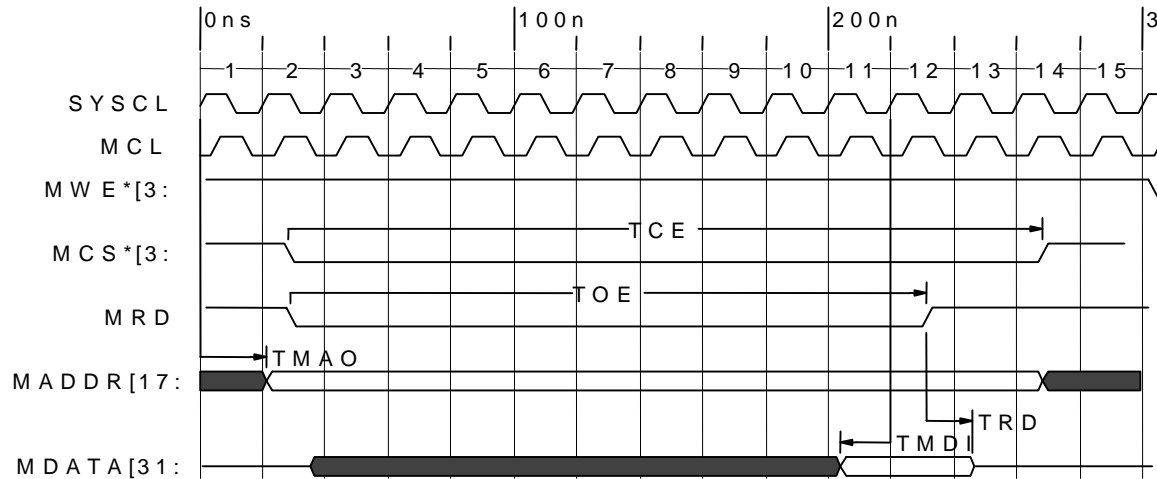 0ns 100n 200n 3
1 2 3 4 5 6 7 8 9 10 11 12 13 14 15
SYSCL
MCL
MWE*[3:
TCE
MCS*[3:
TOE
MRD
TMAO
MADDR[17:
TRD
TMDI
MDATA[31: